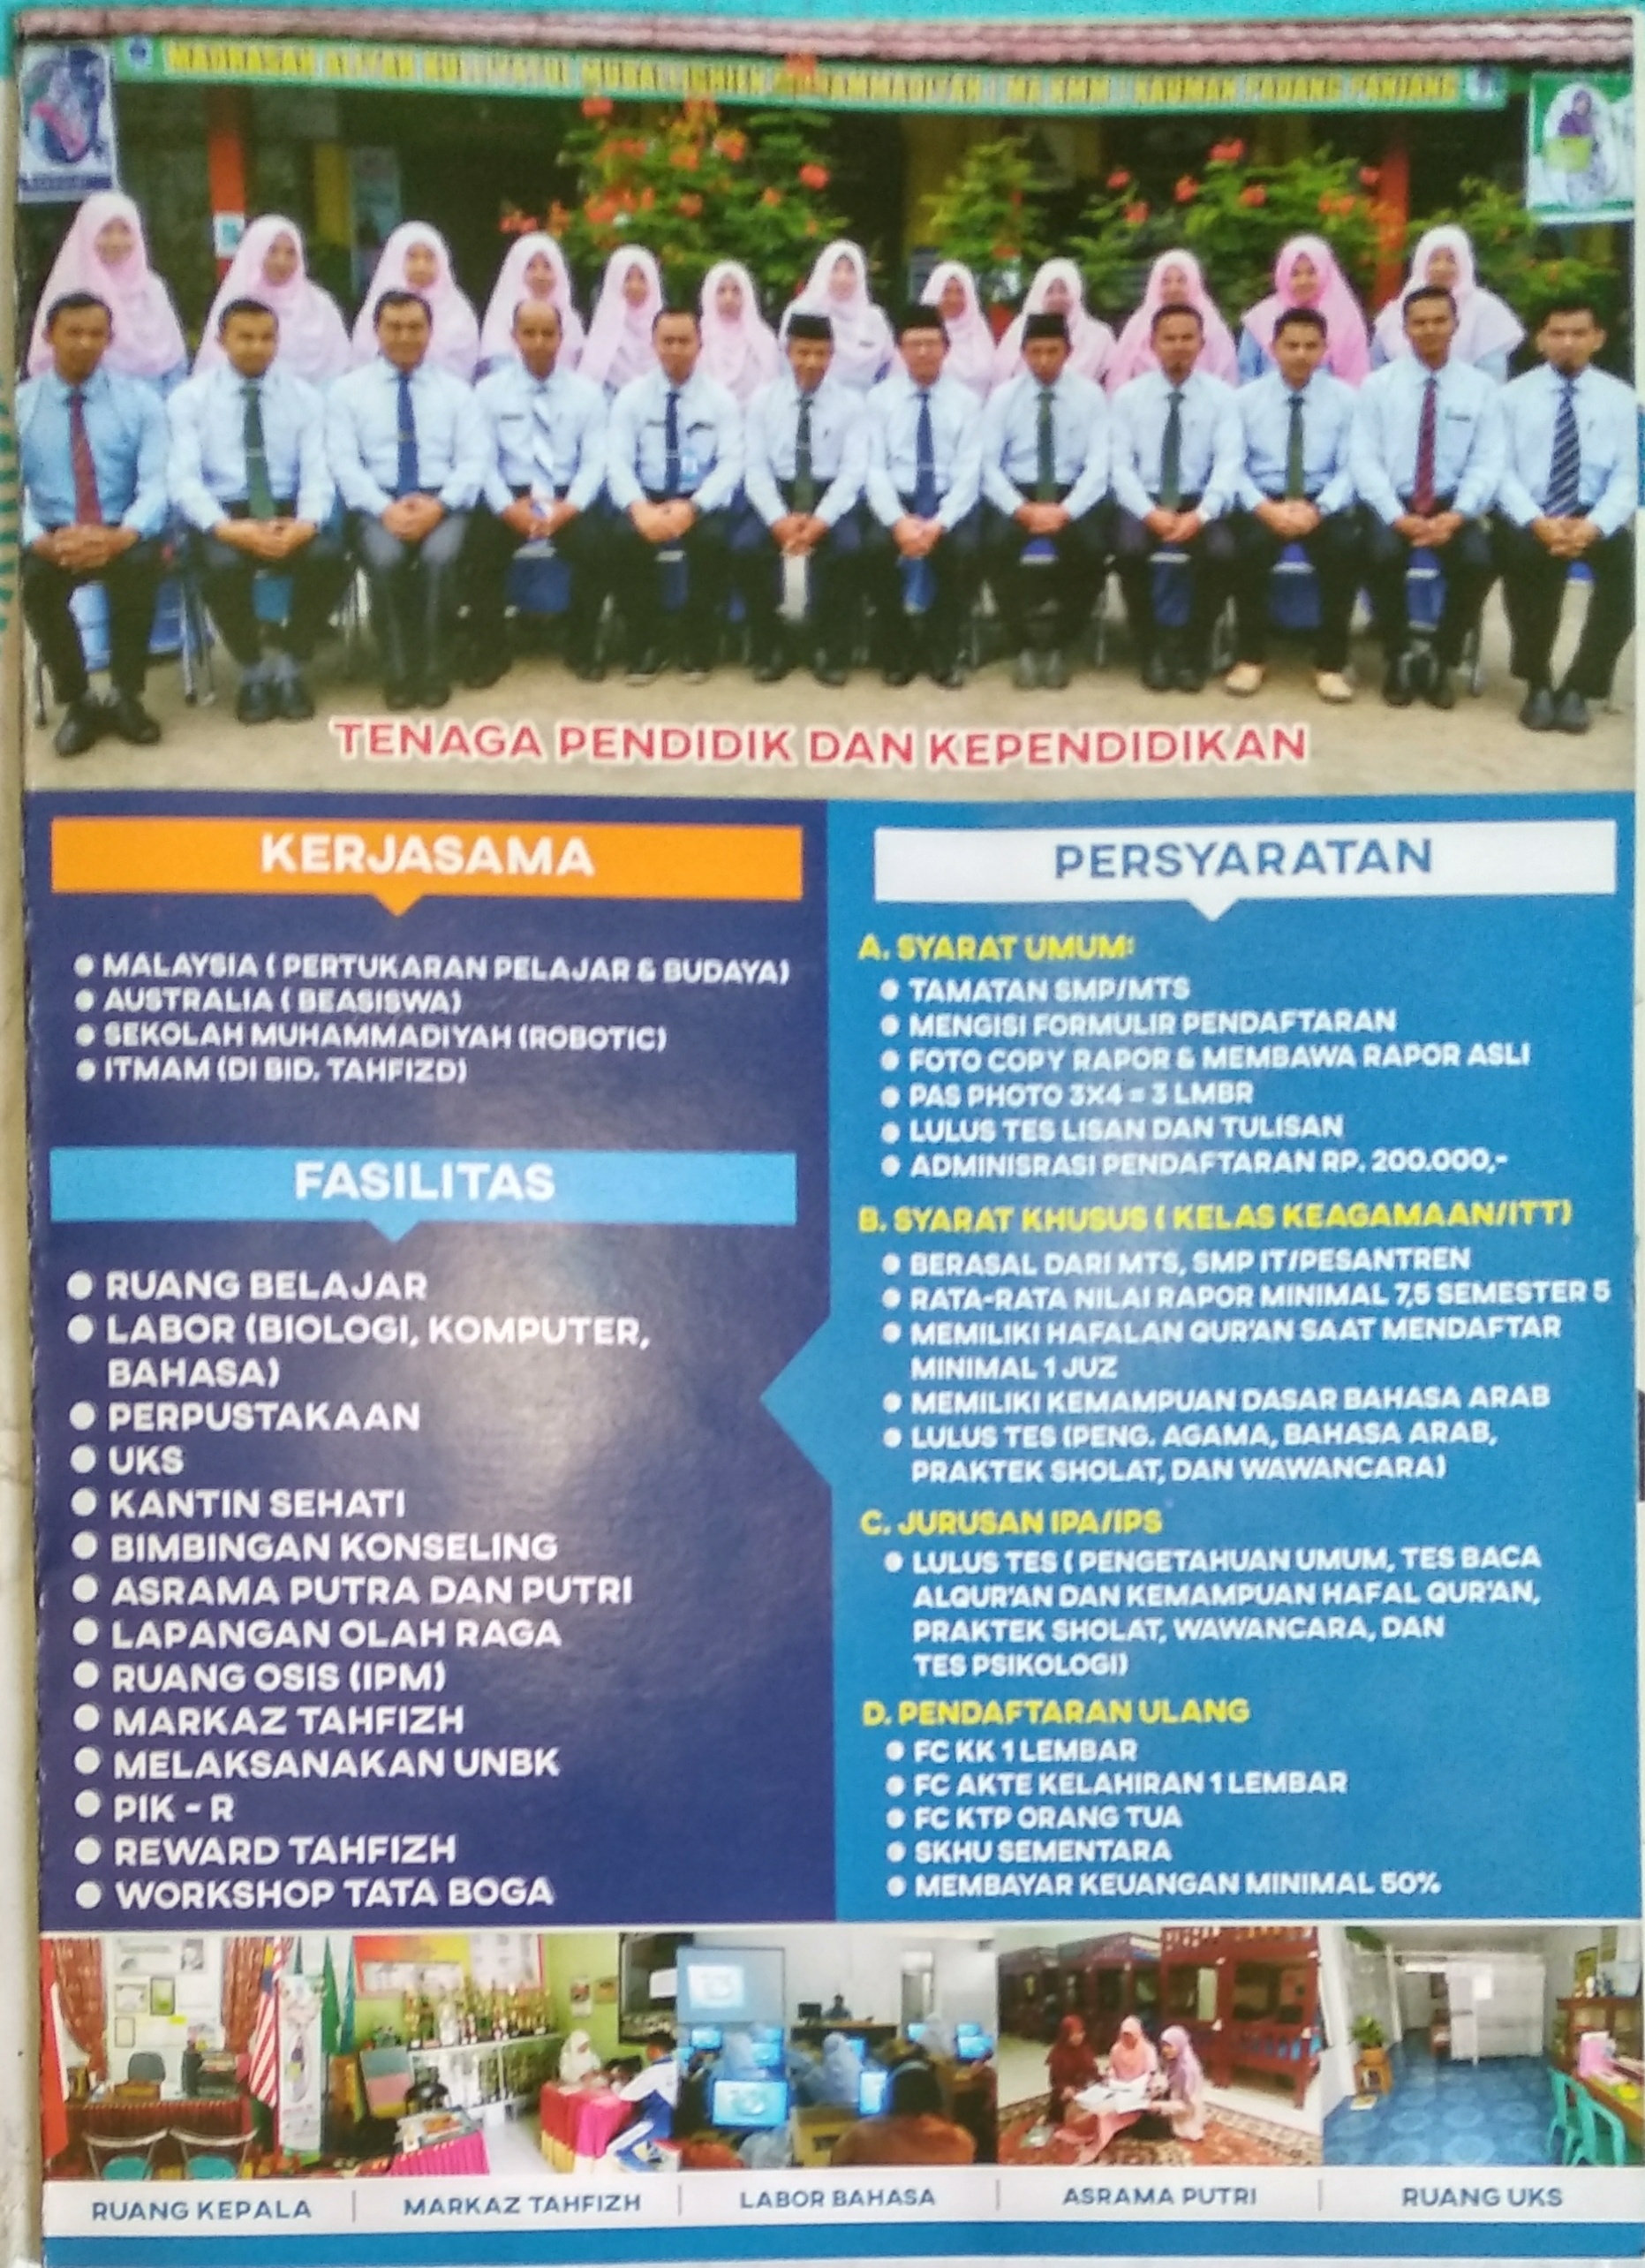 MADRASAH ALIYAH KULLIYATUL MUBALLIGHIEN MUHAMMADIYAH ( MA KMM ) KAUMAN PADANG PANJANG
TENAGA PENDIDIK DAN KEPENDIDIKAN
KERJASAMA
● MALAYSIA ( PERTUKARAN PELAJAR & BUDAYA)
● AUSTRALIA ( BEASISWA)
● SEKOLAH MUHAMMADIYAH (ROBOTIC)
● ITMAM (DI BID. TAHFIZD)
FASILITAS
● RUANG BELAJAR
● LABOR (BIOLOGI, KOMPUTER,
BAHASA)
● PERPUSTAKAAN
● UKS
● KANTIN SEHATI
● BIMBINGAN KONSELING
● ASRAMA PUTRA DAN PUTRI
● LAPANGAN OLAH RAGA
● RUANG OSIS (IPM)
● MARKAZ TAHFIZH
● MELAKSANAKAN UNBK
● PIK - R
● REWARD TAHFIZH
● WORKSHOP TATA BOGA
PERSYARATAN
A. SYARAT UMUM:
● TAMATAN SMP/MTS
● MENGISI FORMULIR PENDAFTARAN
● FOTO COPY RAPOR & MEMBAWA RAPOR ASLI
● PAS PHOTO 3X4 = 3 LMBR
● LULUS TES LISAN DAN TULISAN
● ADMINISRASI PENDAFTARAN RP. 200.000,-
B. SYARAT KHUSUS ( KELAS KEAGAMAAN/ITT)
● BERASAL DARI MTS, SMP IT/PESANTREN
● RATA-RATA NILAI RAPOR MINIMAL 7,5 SEMESTER 5
● MEMILIKI HAFALAN QUR'AN SAAT MENDAFTAR
MINIMAL 1 JUZ
● MEMILIKI KEMAMPUAN DASAR BAHASA ARAB
● LULUS TES (PENG. AGAMA, BAHASA ARAB,
PRAKTEK SHOLAT, DAN WAWANCARA)
C. JURUSAN IPA/IPS
● LULUS TES ( PENGETAHUAN UMUM, TES BACA
ALQUR'AN DAN KEMAMPUAN HAFAL QUR'AN,
PRAKTEK SHOLAT, WAWANCARA, DAN
TES PSIKOLOGI)
D. PENDAFTARAN ULANG
● FC KK 1 LEMBAR
● FC AKTE KELAHIRAN 1 LEMBAR
● FC KTP ORANG TUA
● SKHU SEMENTARA
● MEMBAYAR KEUANGAN MINIMAL 50%
RUANG KEPALA | MARKAZ TAHFIZH | LABOR BAHASA | ASRAMA PUTRI | RUANG UKS